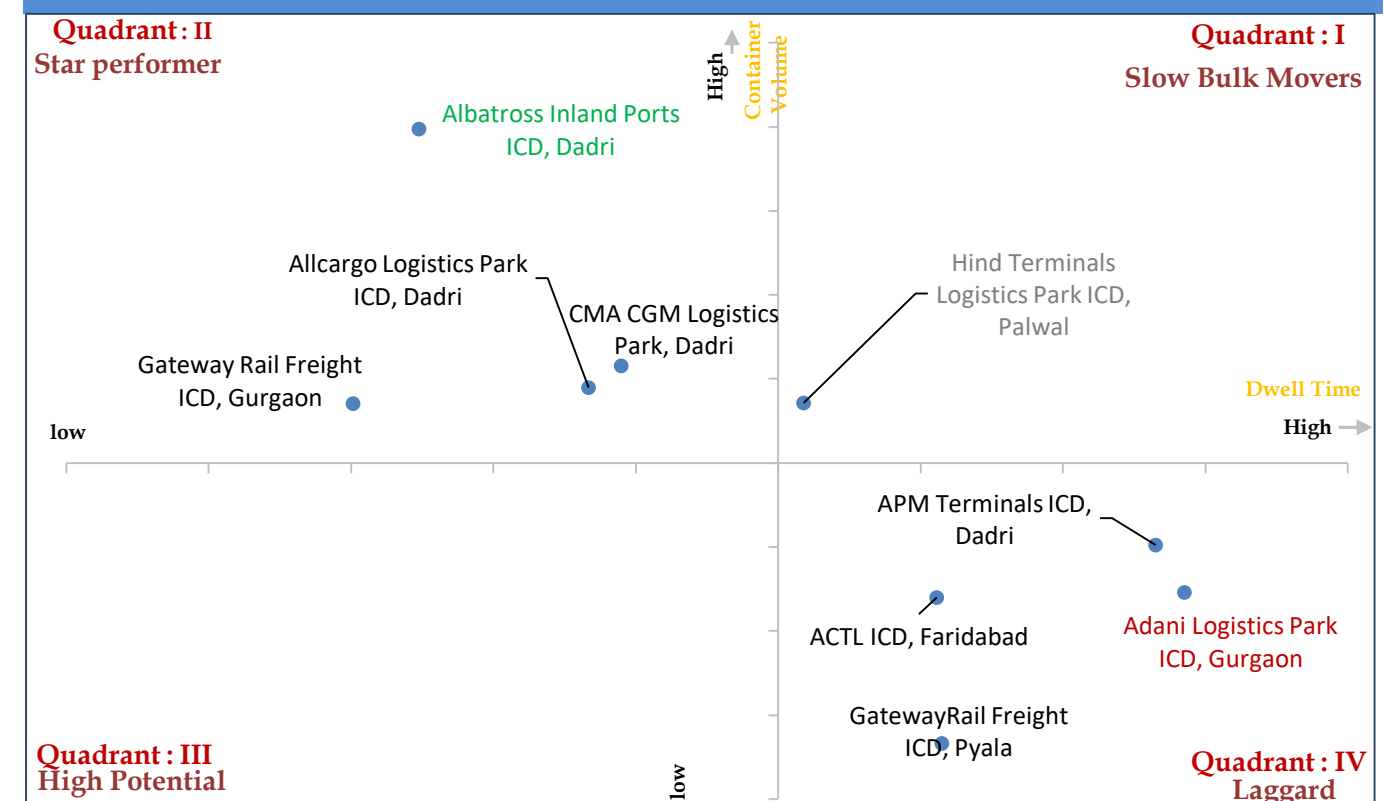 Quadrant : II
Star performer
High
Container
Volume
Quadrant : I
Slow Bulk Movers
Albatross Inland Ports
ICD, Dadri
Allcargo Logistics Park
ICD, Dadri
CMA CGM Logistics
Park, Dadri
Hind Terminals
Logistics Park ICD,
Palwal
Gateway Rail Freight
ICD, Gurgaon
Dwell Time
low
High
APM Terminals ICD,
Dadri
ACTL ICD, Faridabad
Adani Logistics Park
ICD, Gurgaon
GatewayRail Freight
ICD, Pyala
Quadrant : III
High Potential
low
Quadrant : IV
Laggard